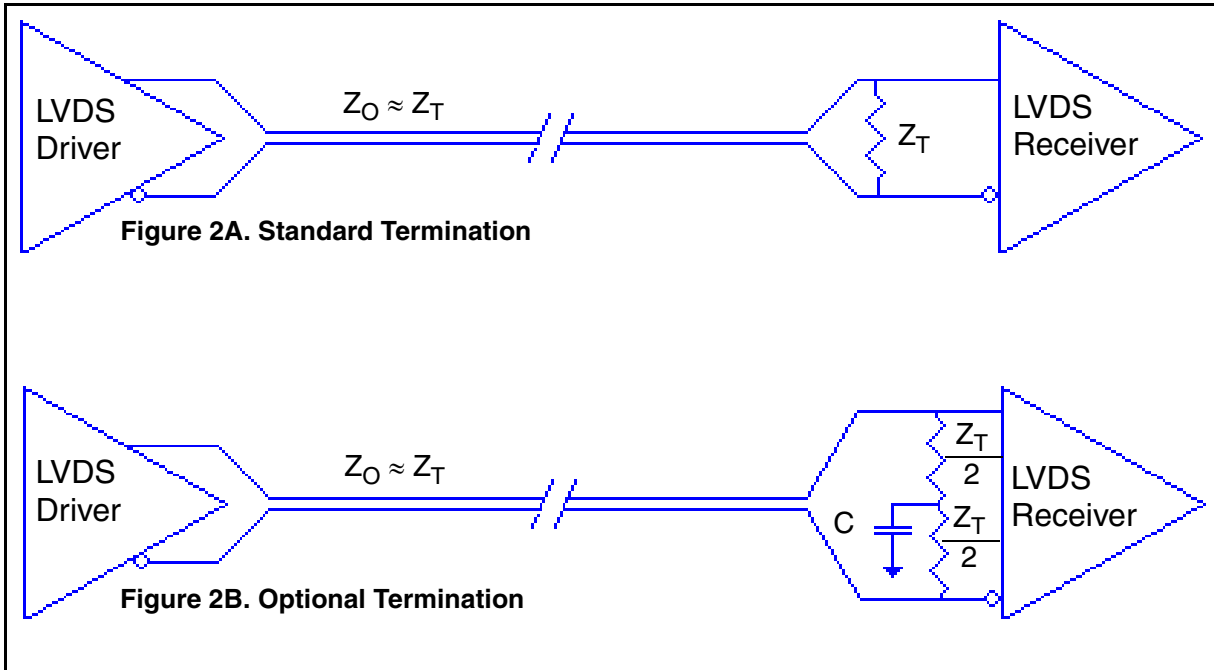 LVDS
Driver
Z_O ≈ Z_T
Z_T
LVDS
Receiver
Figure 2A. Standard Termination
LVDS
Driver
Z_O ≈ Z_T
C
Z_T
2
Z_T
2
LVDS
Receiver
Figure 2B. Optional Termination